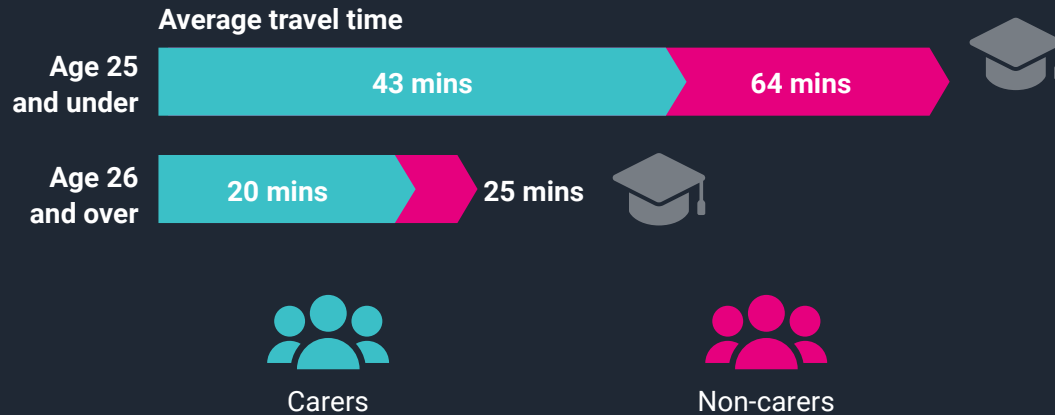 Average travel time
Age 25
and under
43 mins
64 mins
Age 26
and over
20 mins
25 mins
Carers
Non-carers